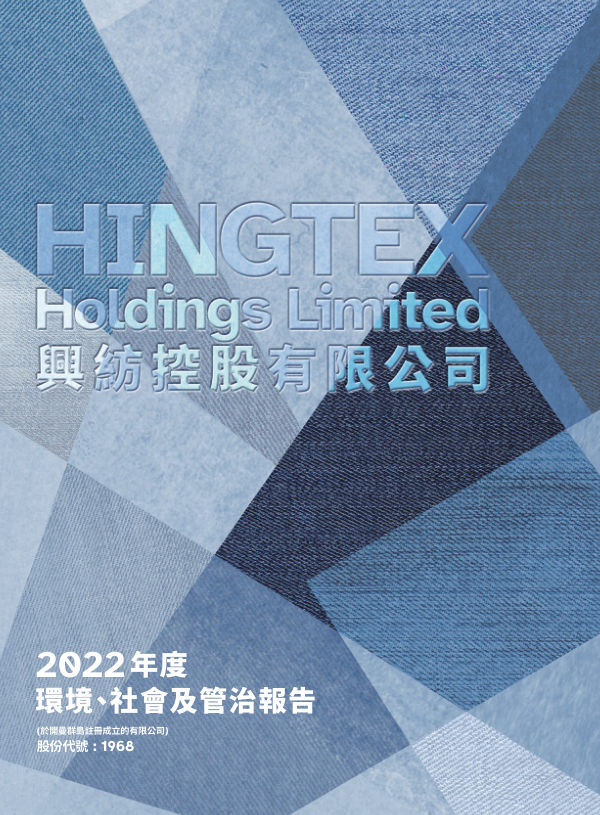 HINGTEX
Holdings Limited
興紡控股有限公司
2022年度
環境、社會及管治報告
(於開曼群島註冊成立的有限公司)
股份代號：1968